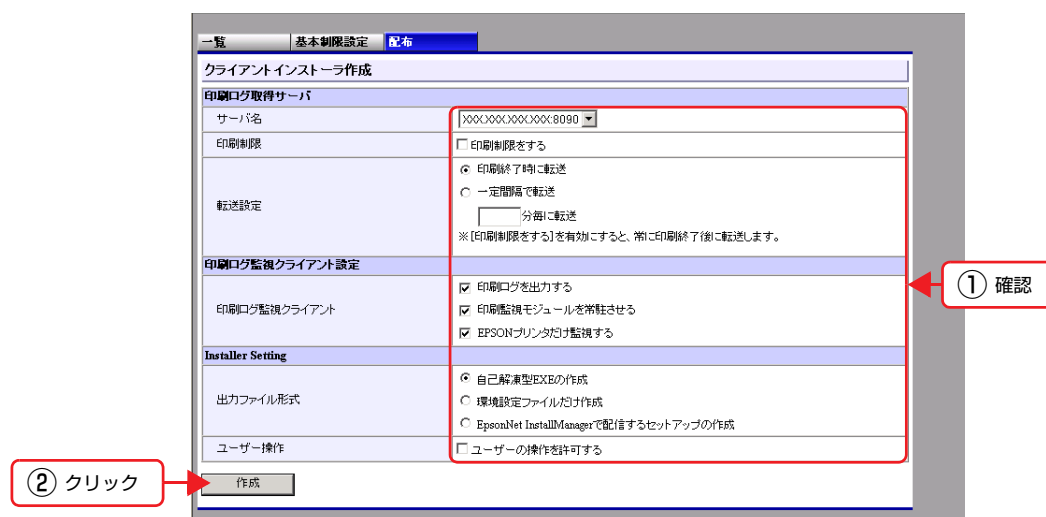 一覧 基本制限設定 配布
クライアントインストーラ作成
印刷ログ取得サーバ
サーバ名 XXX.XXX.XXX.XXX:8090
印刷制限 印刷制限をする
印刷終了時に転送
一定間隔で転送
転送設定
分毎に転送
※[印刷制限をする]を有効にすると、常に印刷終了後に転送します。
印刷ログ監視クライアント設定
印刷ログを出力する
① 確認
印刷ログ監視クライアント 印刷監視モジュールを常駐させる
EPSONプリンタだけ監視する
Installer Setting
自己解凍型EXEの作成
出力ファイル形式 環境設定ファイルだけ作成
EpsonNet InstallManagerで配信するセットアップの作成
ユーザー操作 ユーザーの操作を許可する
② クリック
作成